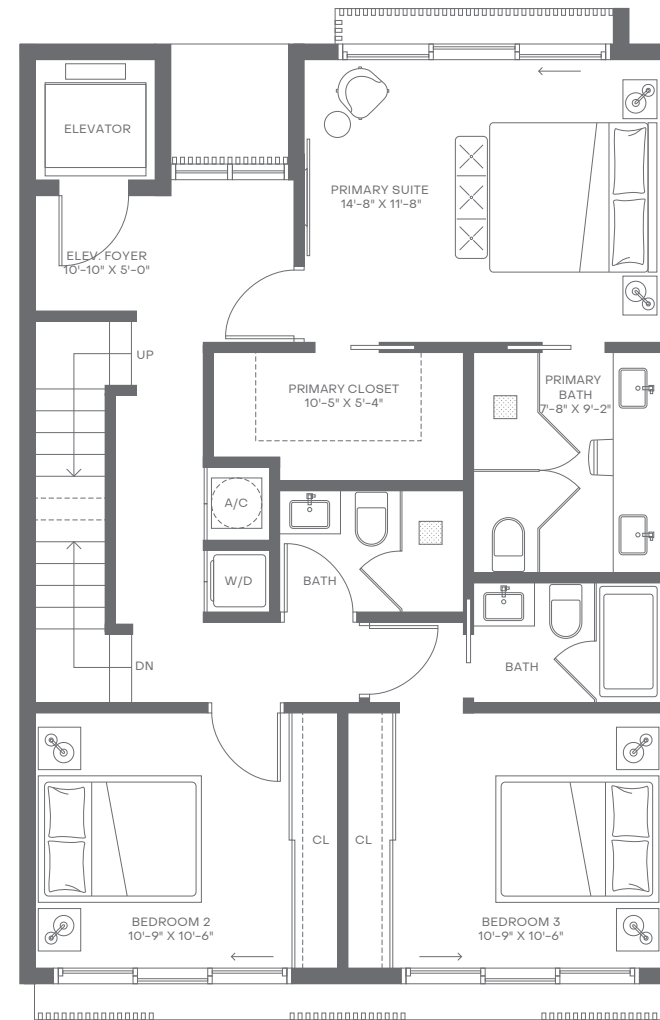 ELEVATOR
PRIMARY SUITE
14'-8" X 11'-8"
ELEV. FOYER
10'-10" X 5'-0"
UP
PRIMARY CLOSET
10'-5" X 5'-4"
PRIMARY
BATH
7'-8" X 9'-2"
A/C
W/D
BATH
DN
BATH
CL
CL
BEDROOM 2
10'-9" X 10'-6"
BEDROOM 3
10'-9" X 10'-6"